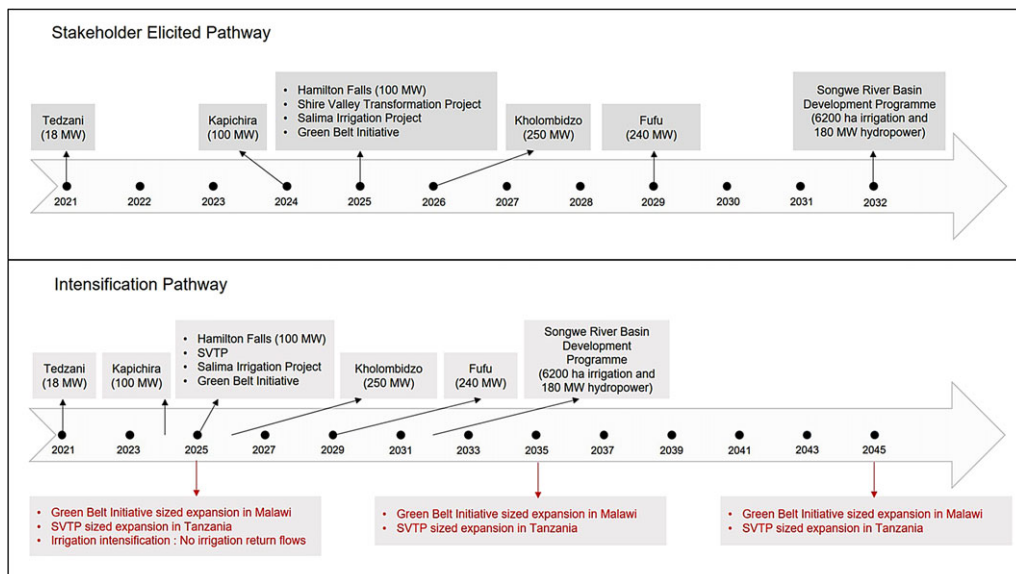 Stakeholder Elicited Pathway
Tedzani
(18 MW)
Kapichira
(100 MW)
• Hamilton Falls (100 MW)
• Shire Valley Transformation Project
• Salima Irrigation Project
• Green Belt Initiative
Kholombidzo
(250 MW)
Fufu
(240 MW)
Songwe River Basin
Development Programme
(6200 ha irrigation and
180 MW hydropower)
2021 2022 2023 2024 2025 2026 2027 2028 2029 2030 2031 2032
Intensification Pathway
Tedzani
(18 MW)
Kapichira
(100 MW)
• Hamilton Falls (100 MW)
• SVTP
• Salima Irrigation Project
• Green Belt Initiative
Kholombidzo
(250 MW)
Fufu
(240 MW)
Songwe River Basin
Development
Programme
(6200 ha irrigation and
180 MW hydropower)
2021 2023 2025 2027 2029 2031 2033 2035 2037 2039 2041 2043 2045
• Green Belt Initiative sized expansion in Malawi
• SVTP sized expansion in Tanzania
• Irrigation intensification : No irrigation return flows
• Green Belt Initiative sized expansion in Malawi
• SVTP sized expansion in Tanzania
• Green Belt Initiative sized expansion in Malawi
• SVTP sized expansion in Tanzania